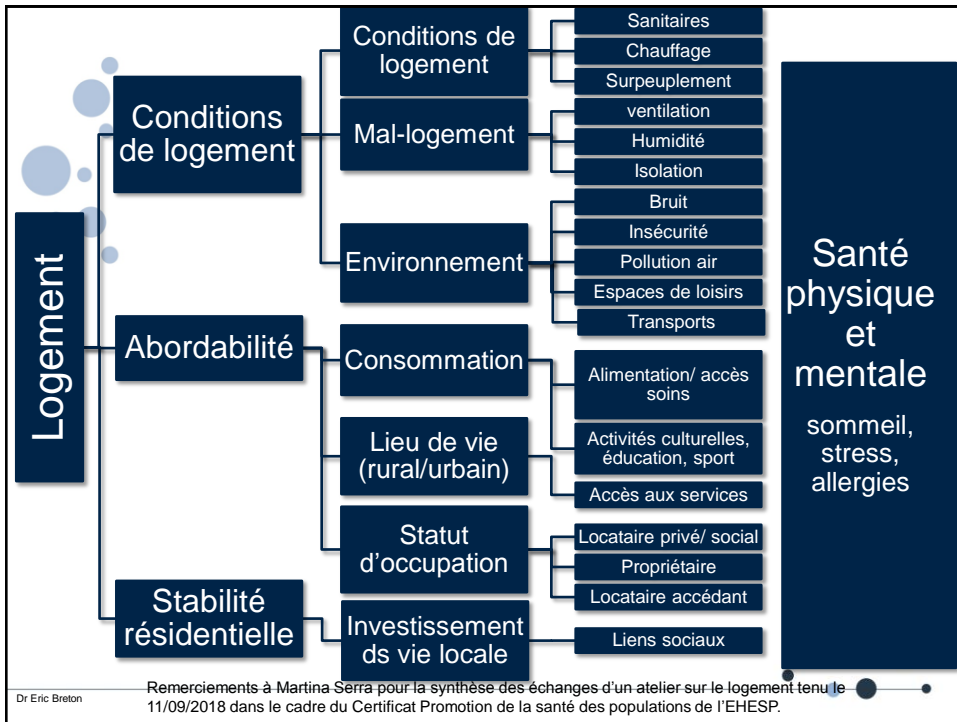 Logement
Conditions
de logement
Abordabilité
Stabilité
résidentielle
Conditions de
logement
Mal-logement
Environnement
Consommation
Lieu de vie
(rural/urbain)
Statut
d’occupation
Investissement
ds vie locale
Sanitaires
Chauffage
Surpeuplement
ventilation
Humidité
Isolation
Bruit
Insécurité
Pollution air
Espaces de loisirs
Transports
Alimentation/ accès
soins
Activités culturelles,
éducation, sport
Accès aux services
Locataire privé/ social
Propriétaire
Locataire accédant
Liens sociaux
Santé
physique
et
mentale
sommeil,
stress,
allergies
Dr Eric Breton
Remerciements à Martina Serra pour la synthèse des échanges d’un atelier sur le logement tenu le
11/09/2018 dans le cadre du Certificat Promotion de la santé des populations de l’EHESP.